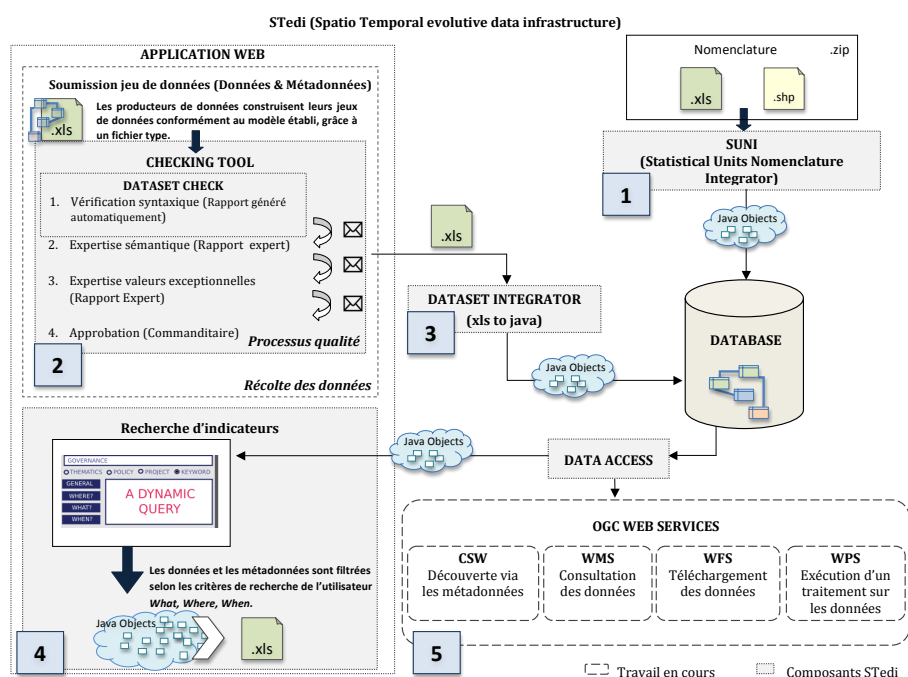 STedi (Spatio Temporal evolutive data infrastructure)
APPLICATION WEB
Soumission jeu de données (Données & Métadonnées)
.xls
Les producteurs de données construisent leurs jeux
de données conformément au modèle établi, grâce à
un fichier type.
CHECKING TOOL
DATASET CHECK
1. Vérification syntaxique (Rapport généré
automatiquement)
2. Expertise sémantique (Rapport expert)
3. Expertise valeurs exceptionnelles
(Rapport Expert)
4. Approbation (Commanditaire)
Processus qualité
2
Récolte des données
Nomenclature .zip
.xls
.shp
SUNI
(Statistical Units Nomenclature
Integrator)
1
Java Objects
.xls
DATASET INTEGRATOR
(xls to java)
3
Java Objects
DATABASE
Recherche d'indicateurs
GOVERNANCE
THEMATICS POLICY PROJECT KEYWORD
GENERAL
WHERE?
WHAT?
WHEN?
A DYNAMIC
QUERY
Java Objects
DATA ACCESS
Les données et les métadonnées sont filtrées
selon les critères de recherche de l'utilisateur
What, Where, When.
Java Objects
.xls
4
OGC WEB SERVICES
CSW
Découverte via
les métadonnées
WMS
Consultation
des données
WFS
Téléchargement
des données
WPS
Exécution d'un
traitement sur
les données
5
Travail en cours
Composants STedi